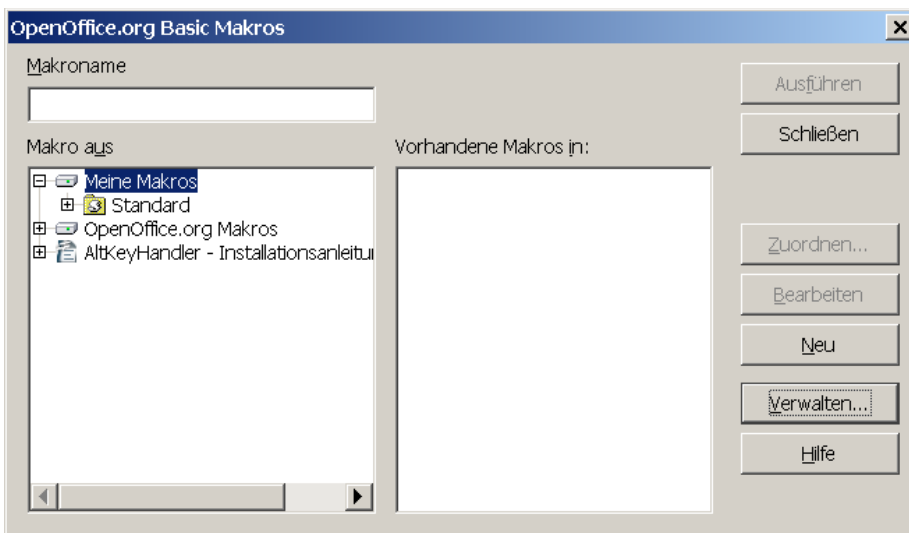 OpenOffice.org Basic Makros
Makroname
Makro aus
Meine Makros
Standard
OpenOffice.org Makros
AltKeyHandler - Installationsanleitu
Vorhandene Makros in:
Ausführen
Schließen
Zuordnen...
Bearbeiten
Neu
Verwalten...
Hilfe